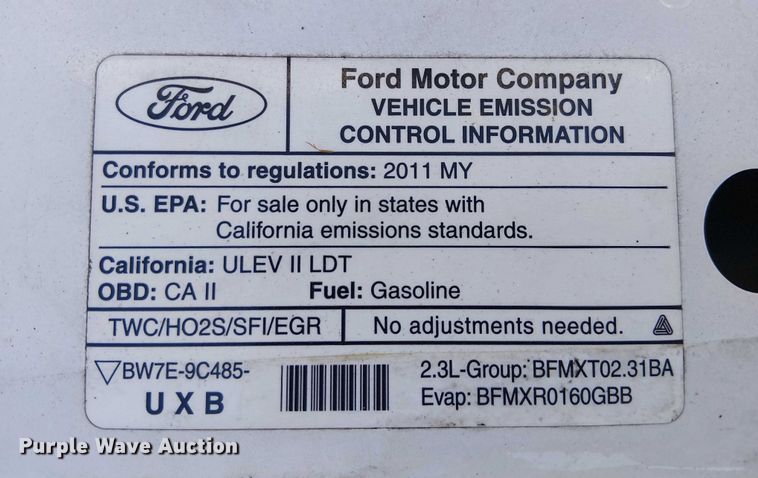 Ford
Ford Motor Company
VEHICLE EMISSION
CONTROL INFORMATION
Conforms to regulations: 2011 MY
U.S. EPA: For sale only in states with
California emissions standards.
California: ULEV II LDT
OBD: CA II Fuel: Gasoline
TWC/HO2S/SFI/EGR No adjustments needed.
BW7E-9C485-
U X B
2.3L-Group: BFMXT02.31BA
Evap: BFMXR0160GBB
Purple Wave Auction